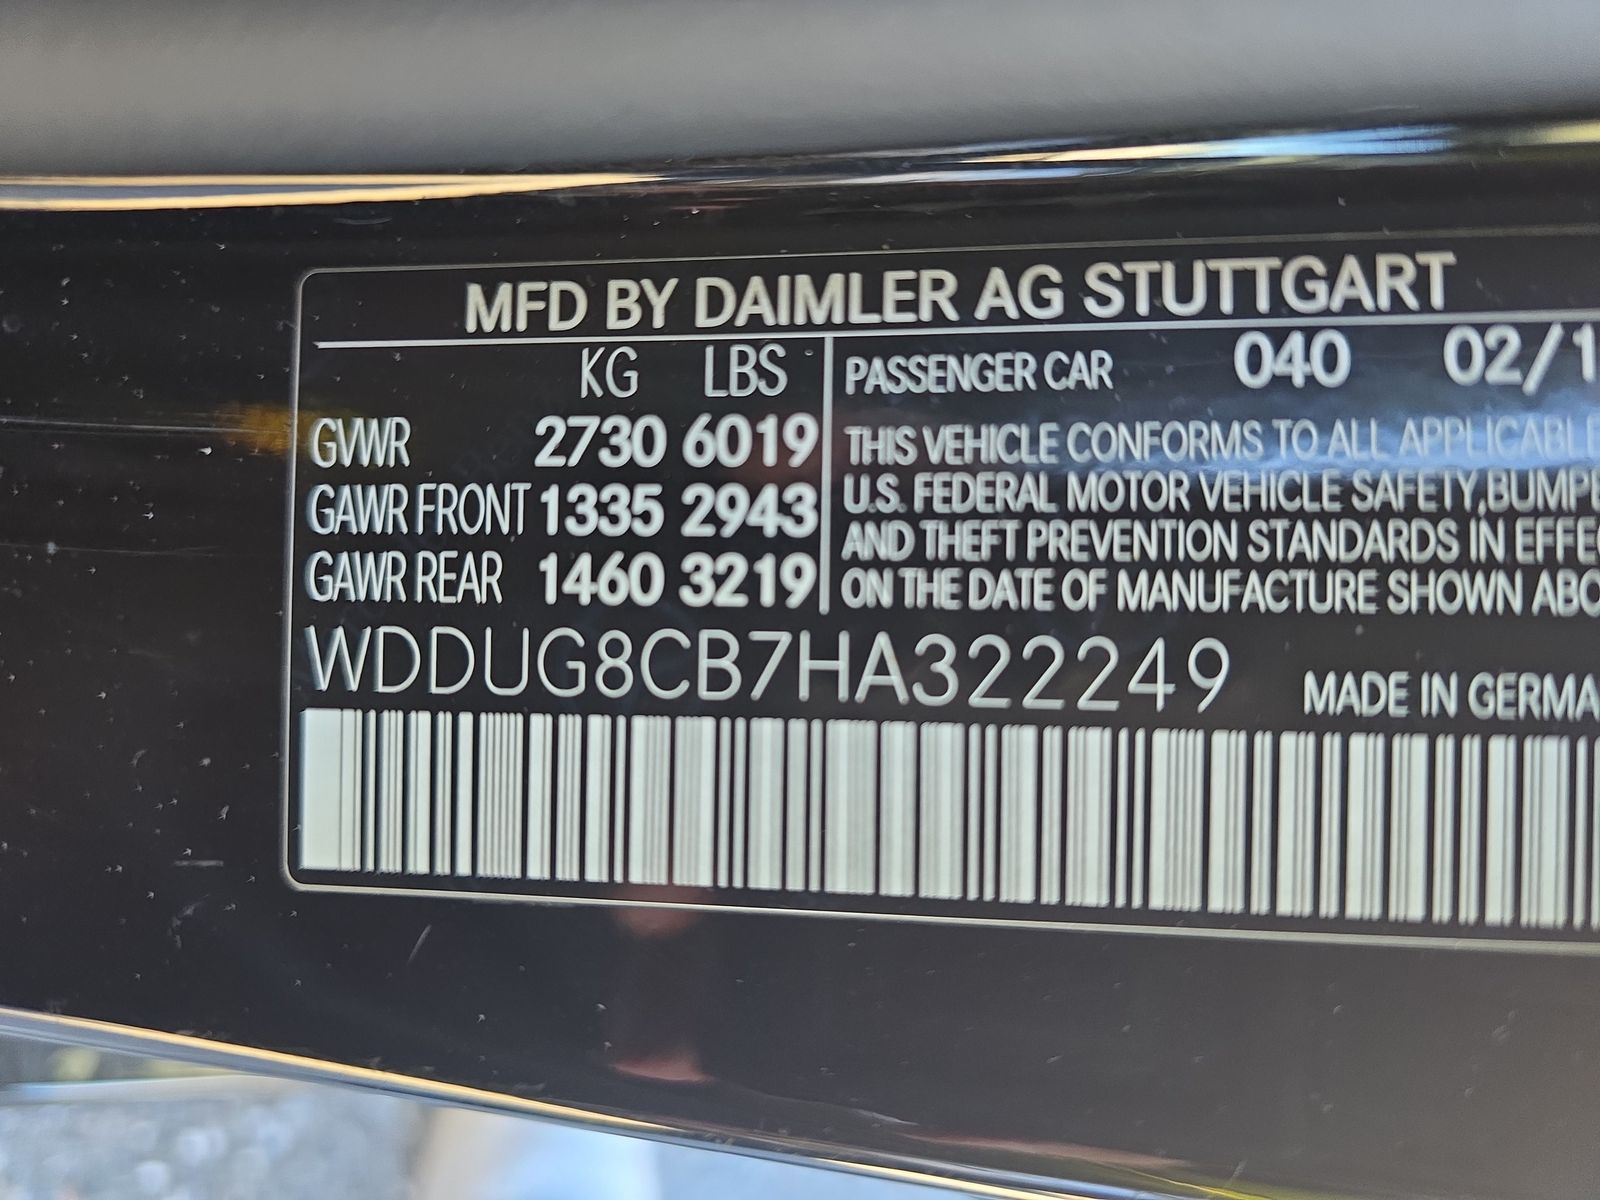 MFD BY DAIMLER AG STUTTGART
KG LBS
GVWR 2730 6019
GAWR FRONT 1335 2943
GAWR REAR 1460 3219
PASSENGER CAR 040 02/1
THIS VEHICLE CONFORMS TO ALL APPLICABLE
U.S. FEDERAL MOTOR VEHICLE SAFETY,BUMPE
AND THEFT PREVENTION STANDARDS IN EFFE
ON THE DATE OF MANUFACTURE SHOWN ABO
WDDUG8CB7HA322249
MADE IN GERMA